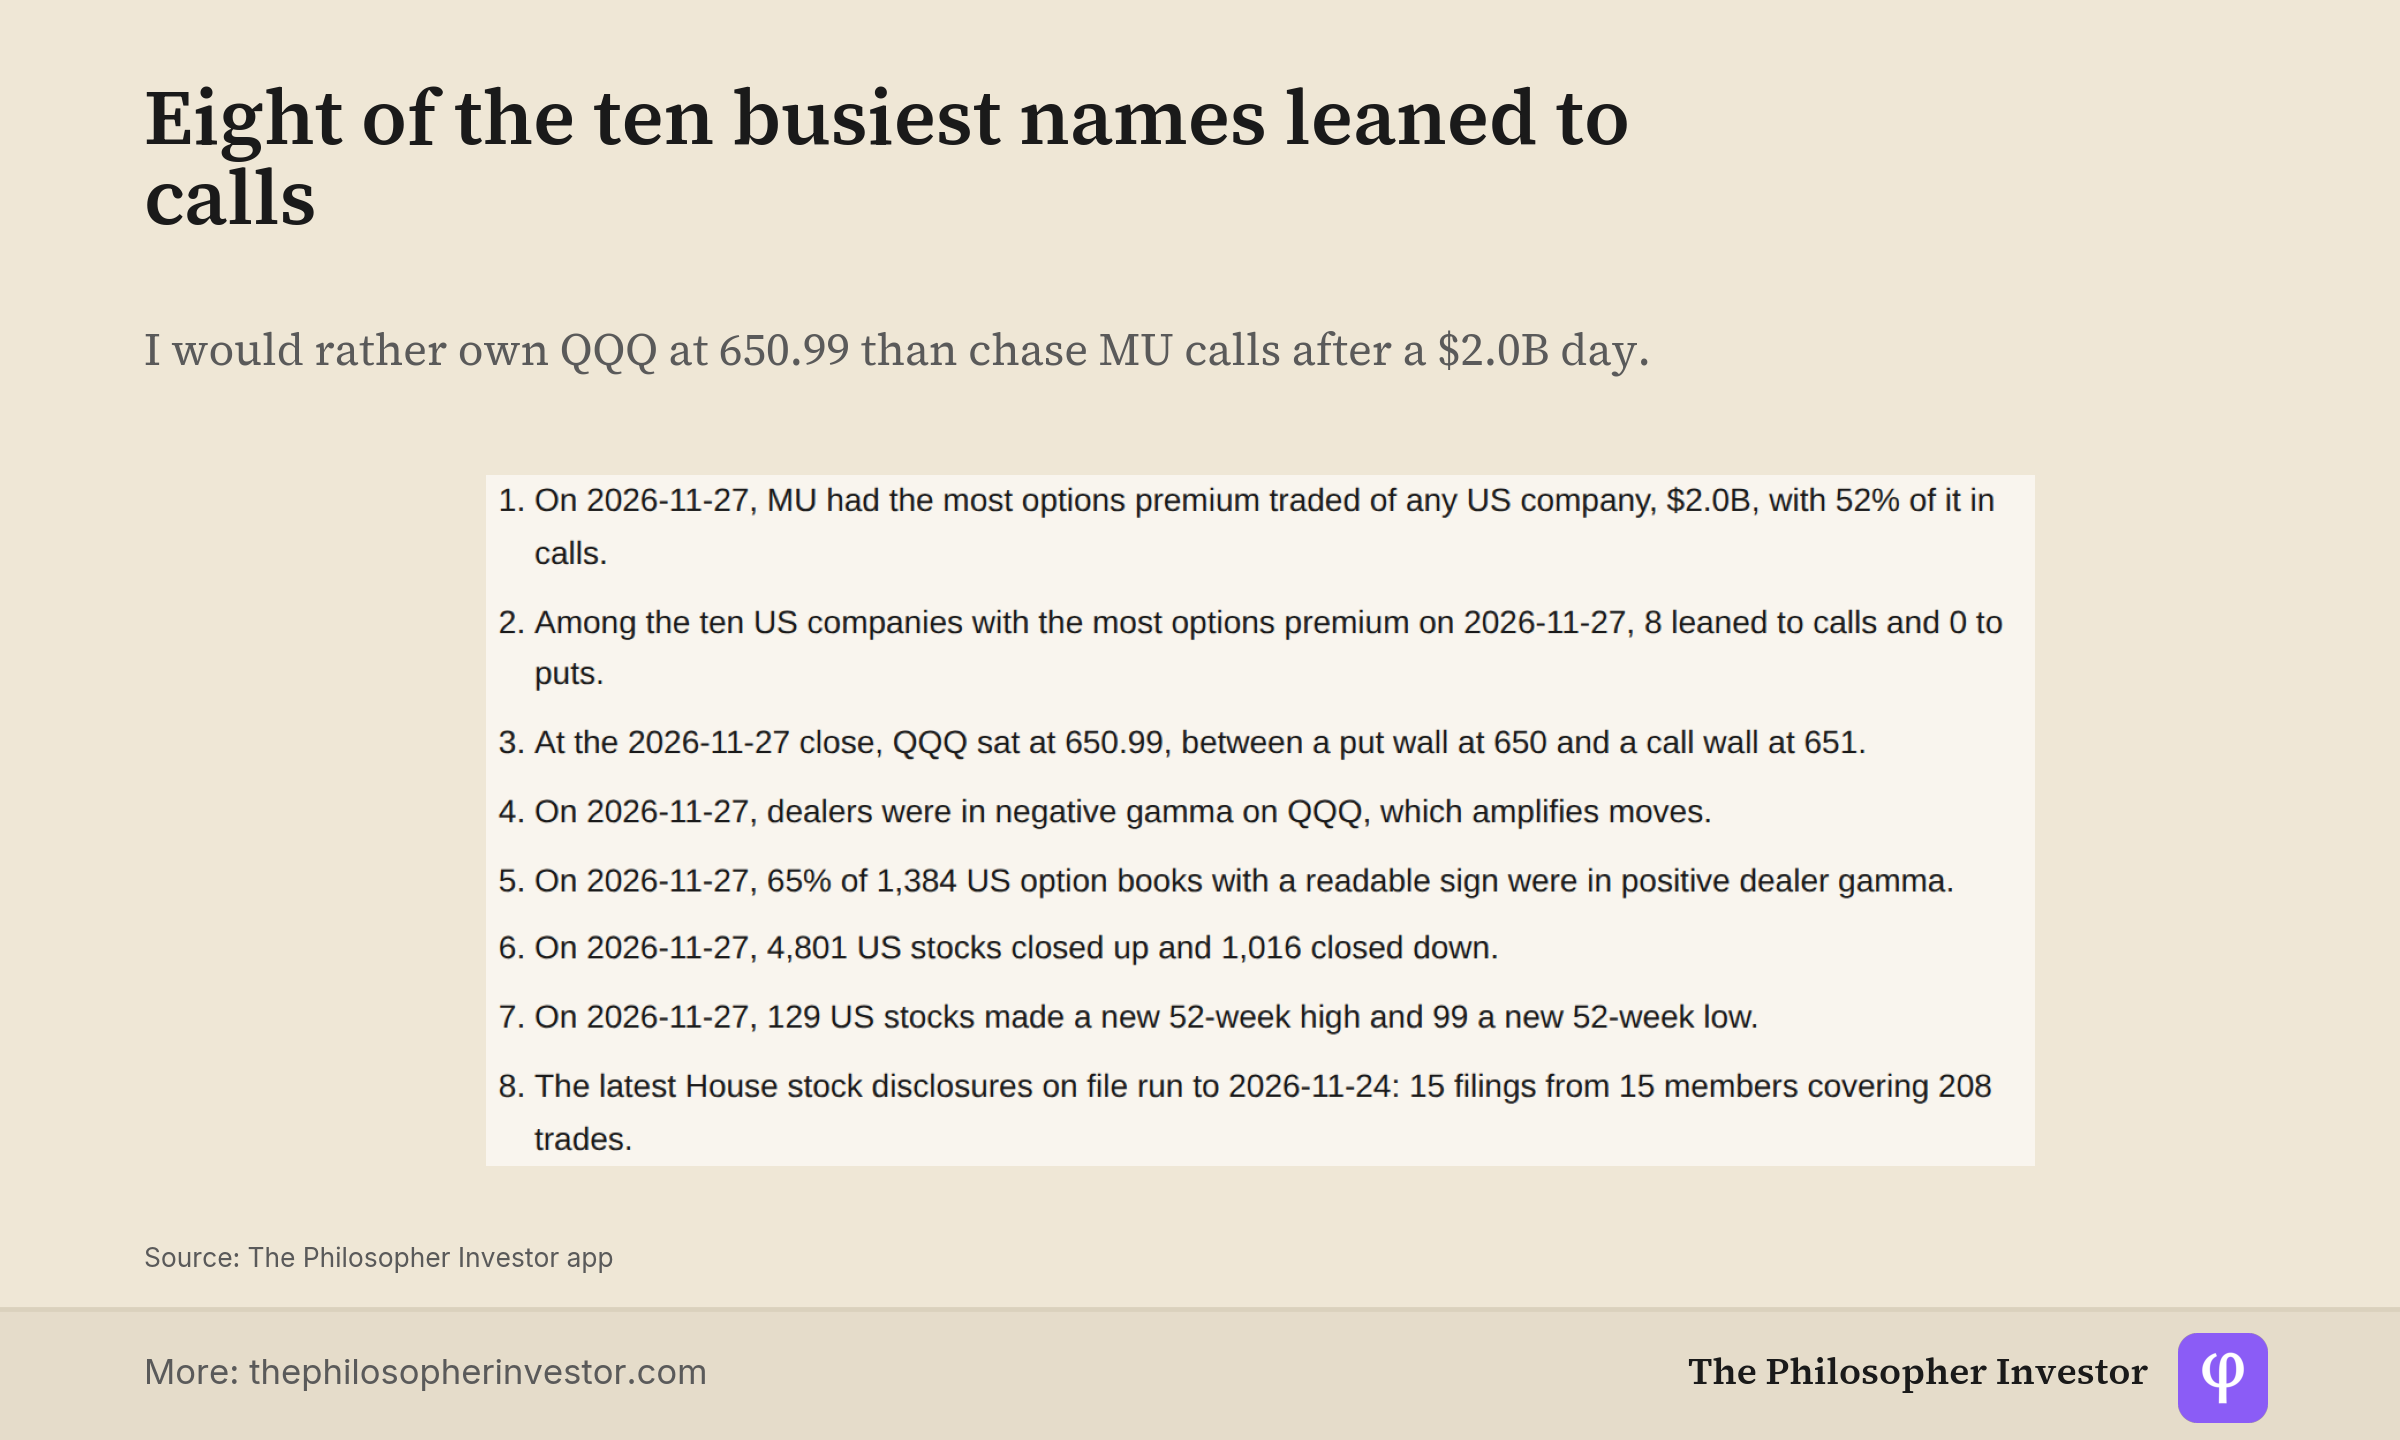 Eight of the ten busiest names leaned to
calls
I would rather own QQQ at 650.99 than chase MU calls after a $2.0B day.
1. On 2026-11-27, MU had the most options premium traded of any US company, $2.0B, with 52% of it in
calls.
2. Among the ten US companies with the most options premium on 2026-11-27, 8 leaned to calls and 0 to
puts.
3. At the 2026-11-27 close, QQQ sat at 650.99, between a put wall at 650 and a call wall at 651.
4. On 2026-11-27, dealers were in negative gamma on QQQ, which amplifies moves.
5. On 2026-11-27, 65% of 1,384 US option books with a readable sign were in positive dealer gamma.
6. On 2026-11-27, 4,801 US stocks closed up and 1,016 closed down.
7. On 2026-11-27, 129 US stocks made a new 52-week high and 99 a new 52-week low.
8. The latest House stock disclosures on file run to 2026-11-24: 15 filings from 15 members covering 208
trades.
Source: The Philosopher Investor app
More: thephilosopherinvestor.com
The Philosopher Investor
φ